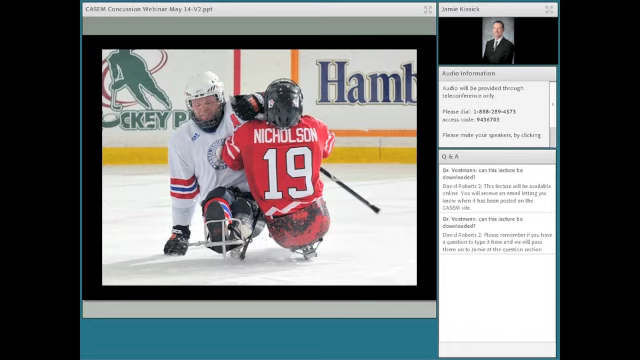 CASEM Concussion Webinar May 14-V2.ppt
OCKEY P
Hamb
NICHOLSON
19
Jamie Kissick
Audio Information
Audio will be provided through
teleconference only.
Please dial: 1-888-289-4573
access code: 9436703
Please mute your speakers, by clicking
Q & A
Dr. Voetmann: can this lecture be
downloaded?
David Roberts 2: This lecture will be available
online. You will receive an email letting you
know when it has been posted on the
CASEM site.
Dr. Voetmann: can this lecture be
downloaded?
David Roberts 2: Please remember if you have
a question to type it here and we will pass
them on to Jamie at the question section.